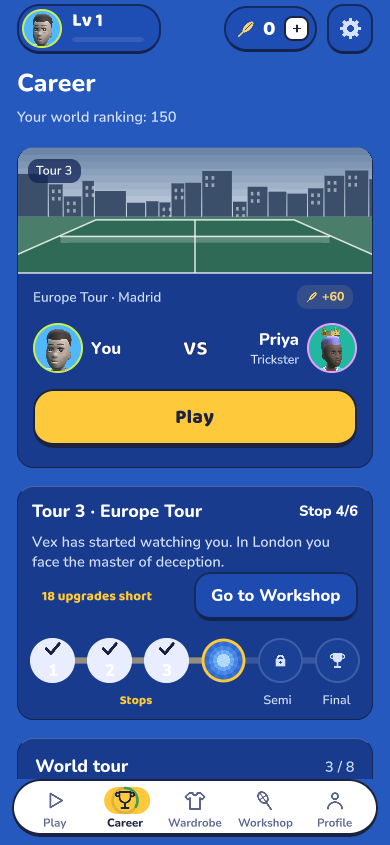 Lv 1
0
+
Career
Your world ranking: 150
Tour 3
Europe Tour · Madrid
+60
You
VS
Priya
Trickster
Play
Tour 3 · Europe Tour
Stop 4/6
Vex has started watching you. In London you
face the master of deception.
18 upgrades short
Go to Workshop
1
2
3
Stops
Semi
Final
World tour
3 / 8
Play
Career
Wardrobe
Workshop
Profile